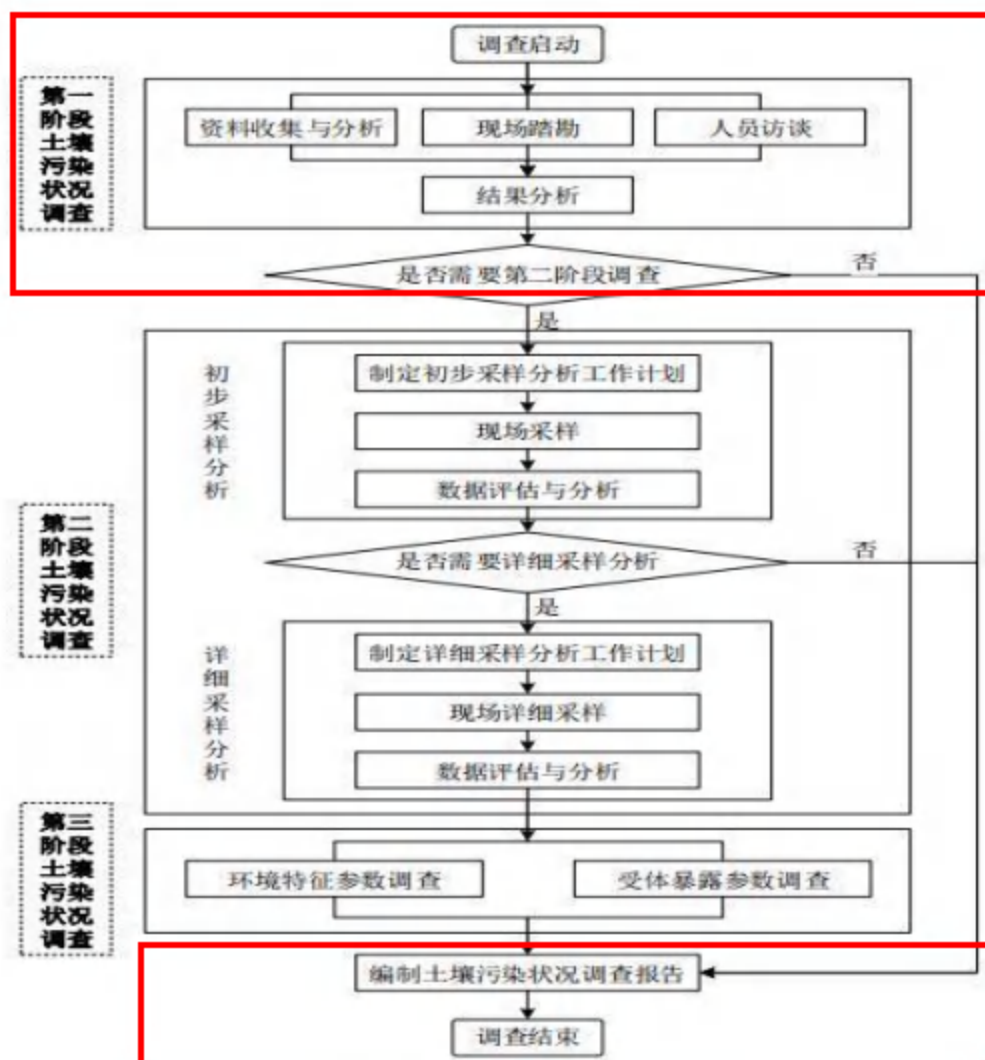 调查启动
第一
阶段
土壤
污染
状况
调查
资料收集与分析
现场踏勘
人员访谈
结果分析
是否需要第二阶段调查
否
是
初步采样分析
制定初步采样分析工作计划
现场采样
数据评估与分析
第二
阶段
土壤
污染
状况
调查
是否需要详细采样分析
否
是
详细采样分析
制定详细采样分析工作计划
现场详细采样
数据评估与分析
第三
阶段
土壤
污染
状况
调查
环境特征参数调查
受体暴露参数调查
编制土壤污染状况调查报告
调查结束